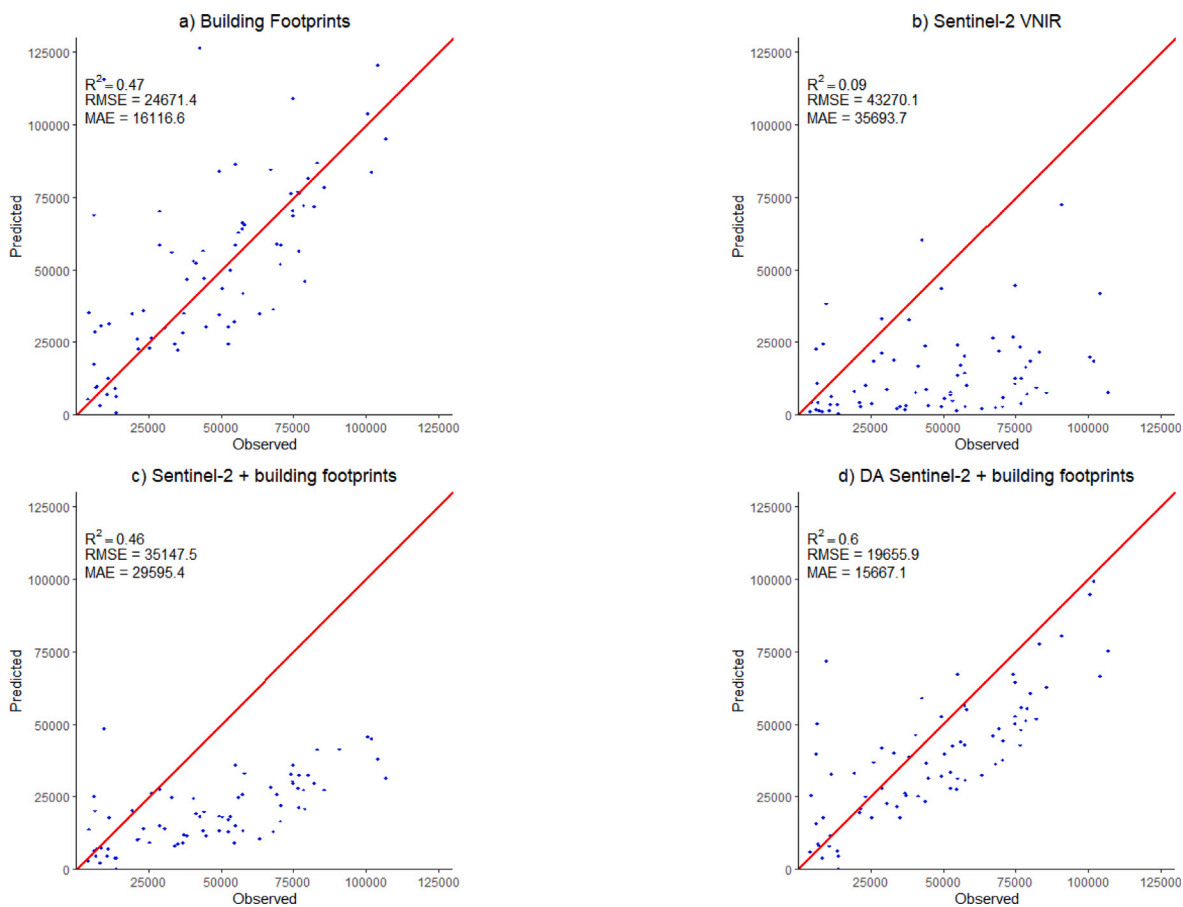 a) Building Footprints
R² = 0.47
RMSE = 24671.4
MAE = 16116.6
Predicted
125000
100000
75000
50000
25000
0
25000 50000 75000 100000 125000
Observed
b) Sentinel-2 VNIR
R² = 0.09
RMSE = 43270.1
MAE = 35693.7
Predicted
125000
100000
75000
50000
25000
0
25000 50000 75000 100000 125000
Observed
c) Sentinel-2 + building footprints
R² = 0.46
RMSE = 35147.5
MAE = 29595.4
Predicted
125000
100000
75000
50000
25000
0
25000 50000 75000 100000 125000
Observed
d) DA Sentinel-2 + building footprints
R² = 0.6
RMSE = 19655.9
MAE = 15667.1
Predicted
125000
100000
75000
50000
25000
0
25000 50000 75000 100000 125000
Observed